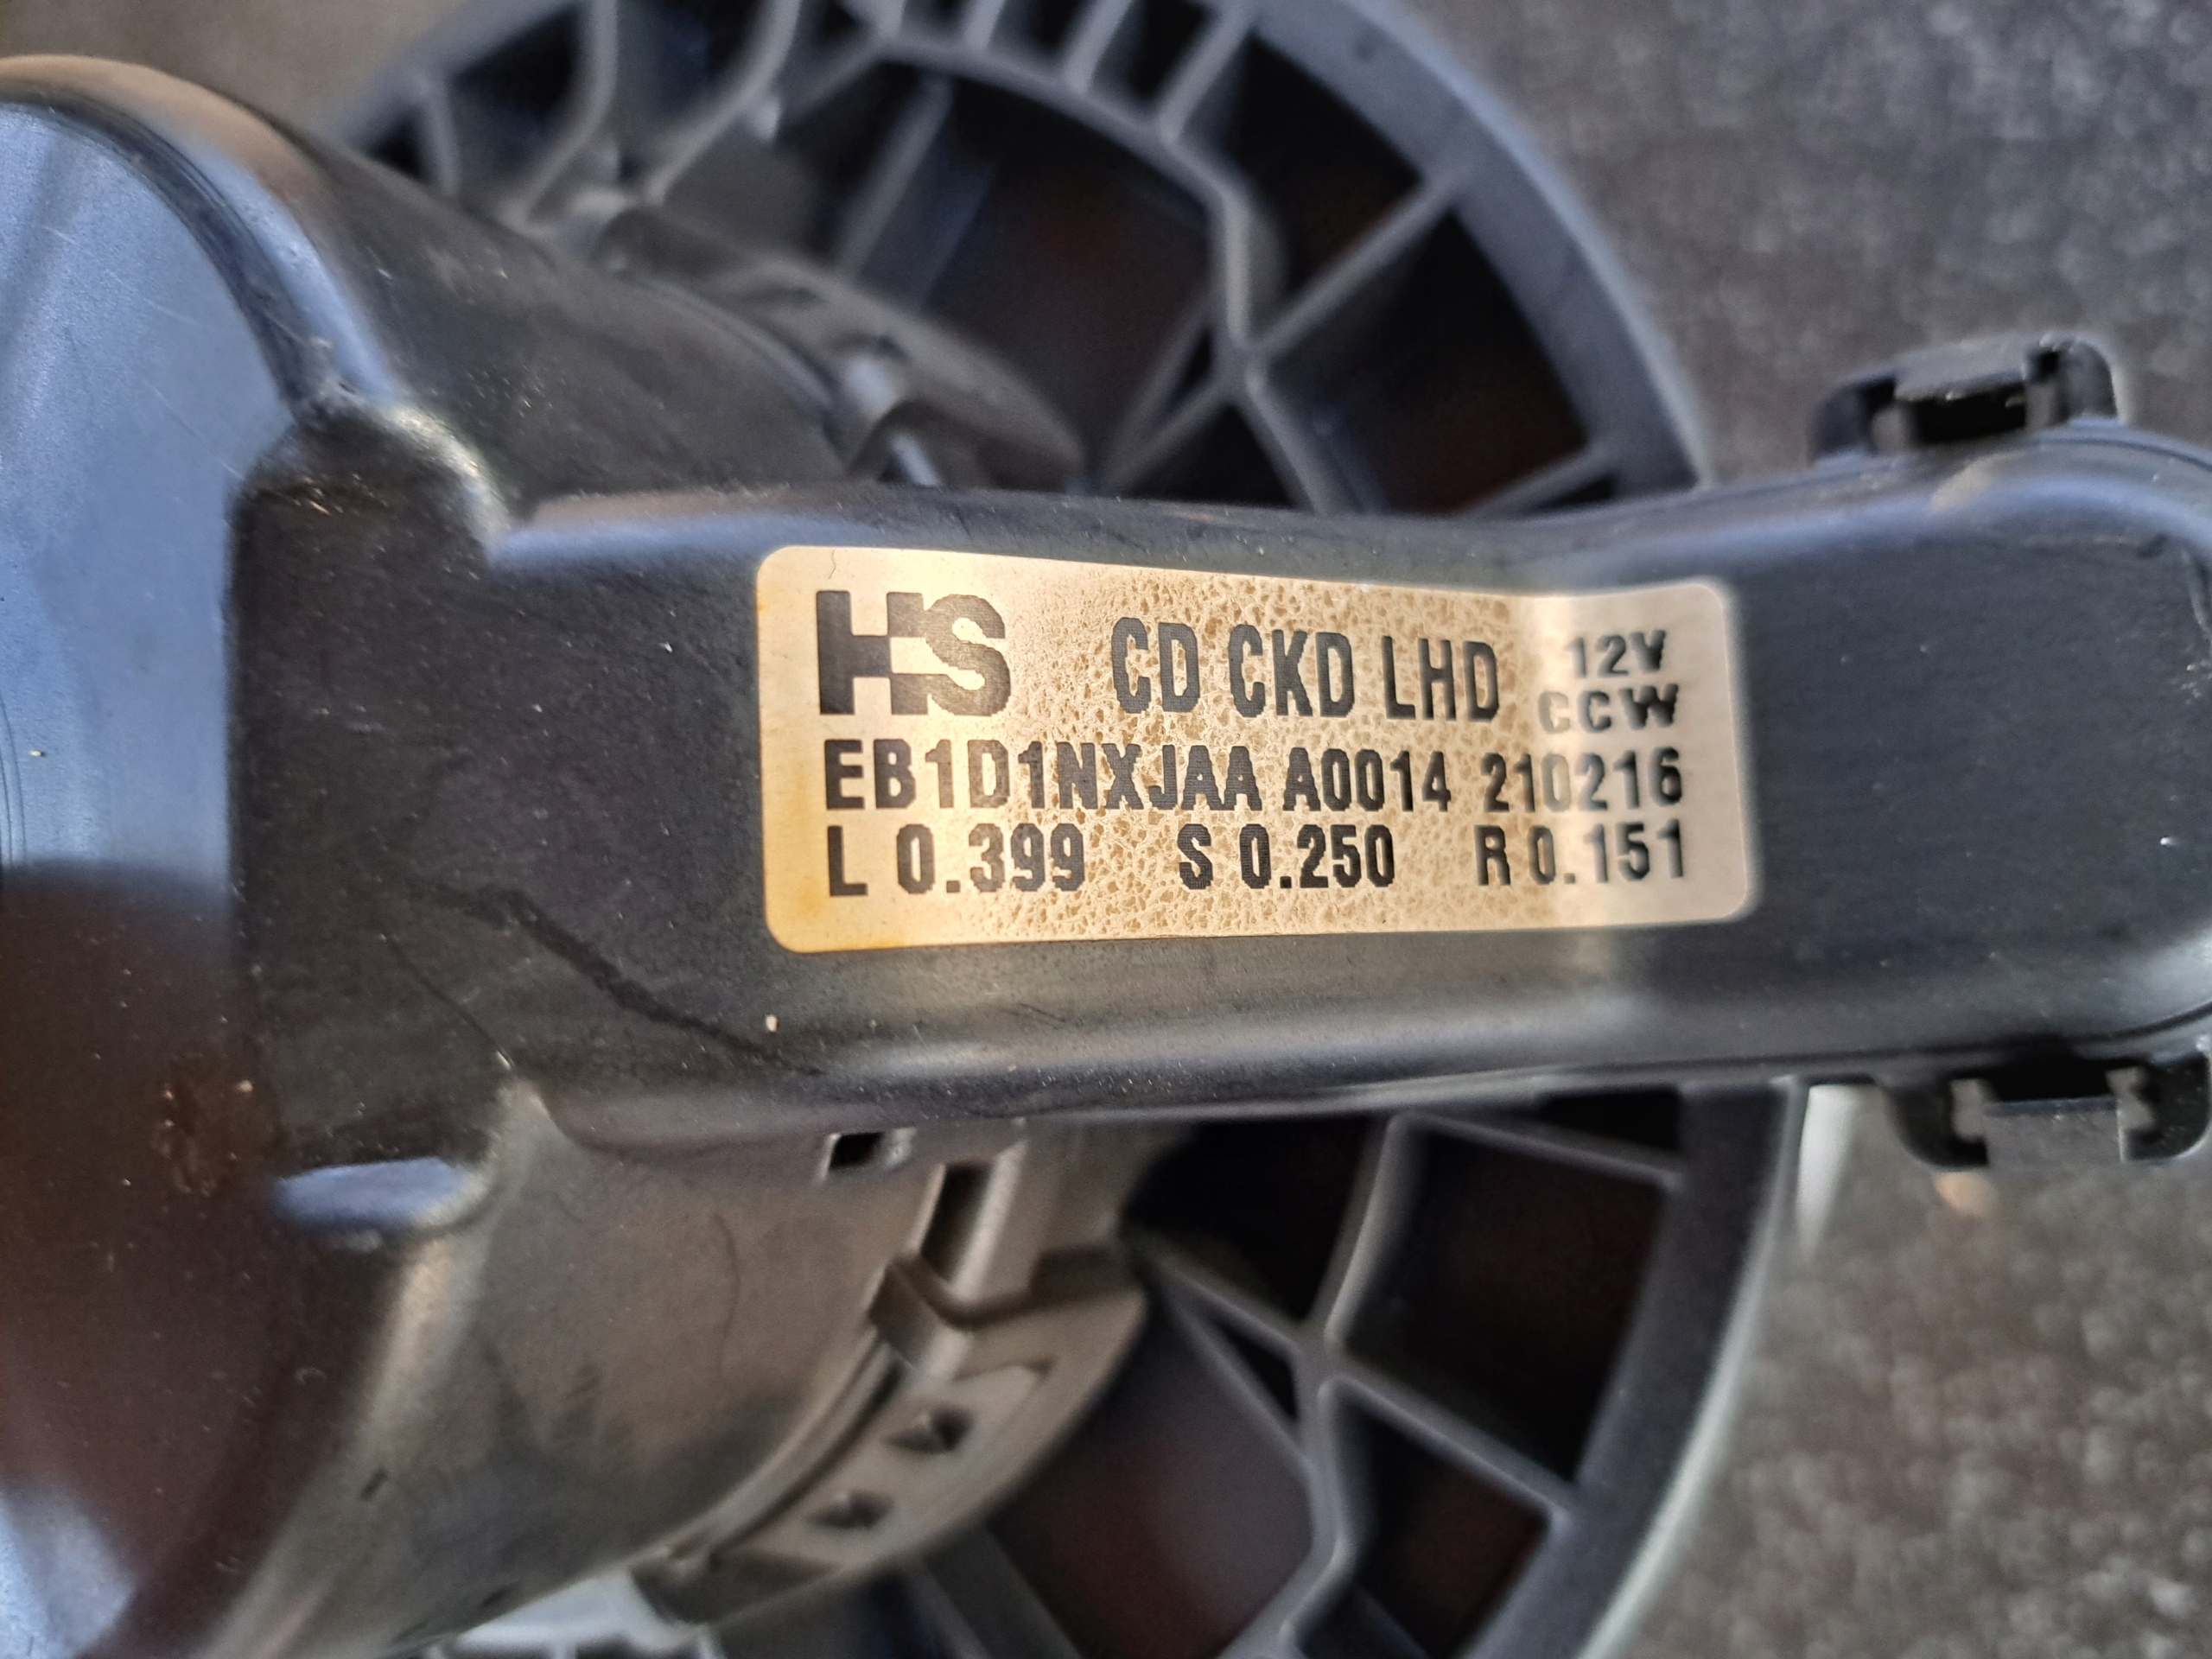 HS CD CKD LHD 12V
CCW
EB1D1NXJAA A0014 210216
L 0.399 S 0.250 R 0.151